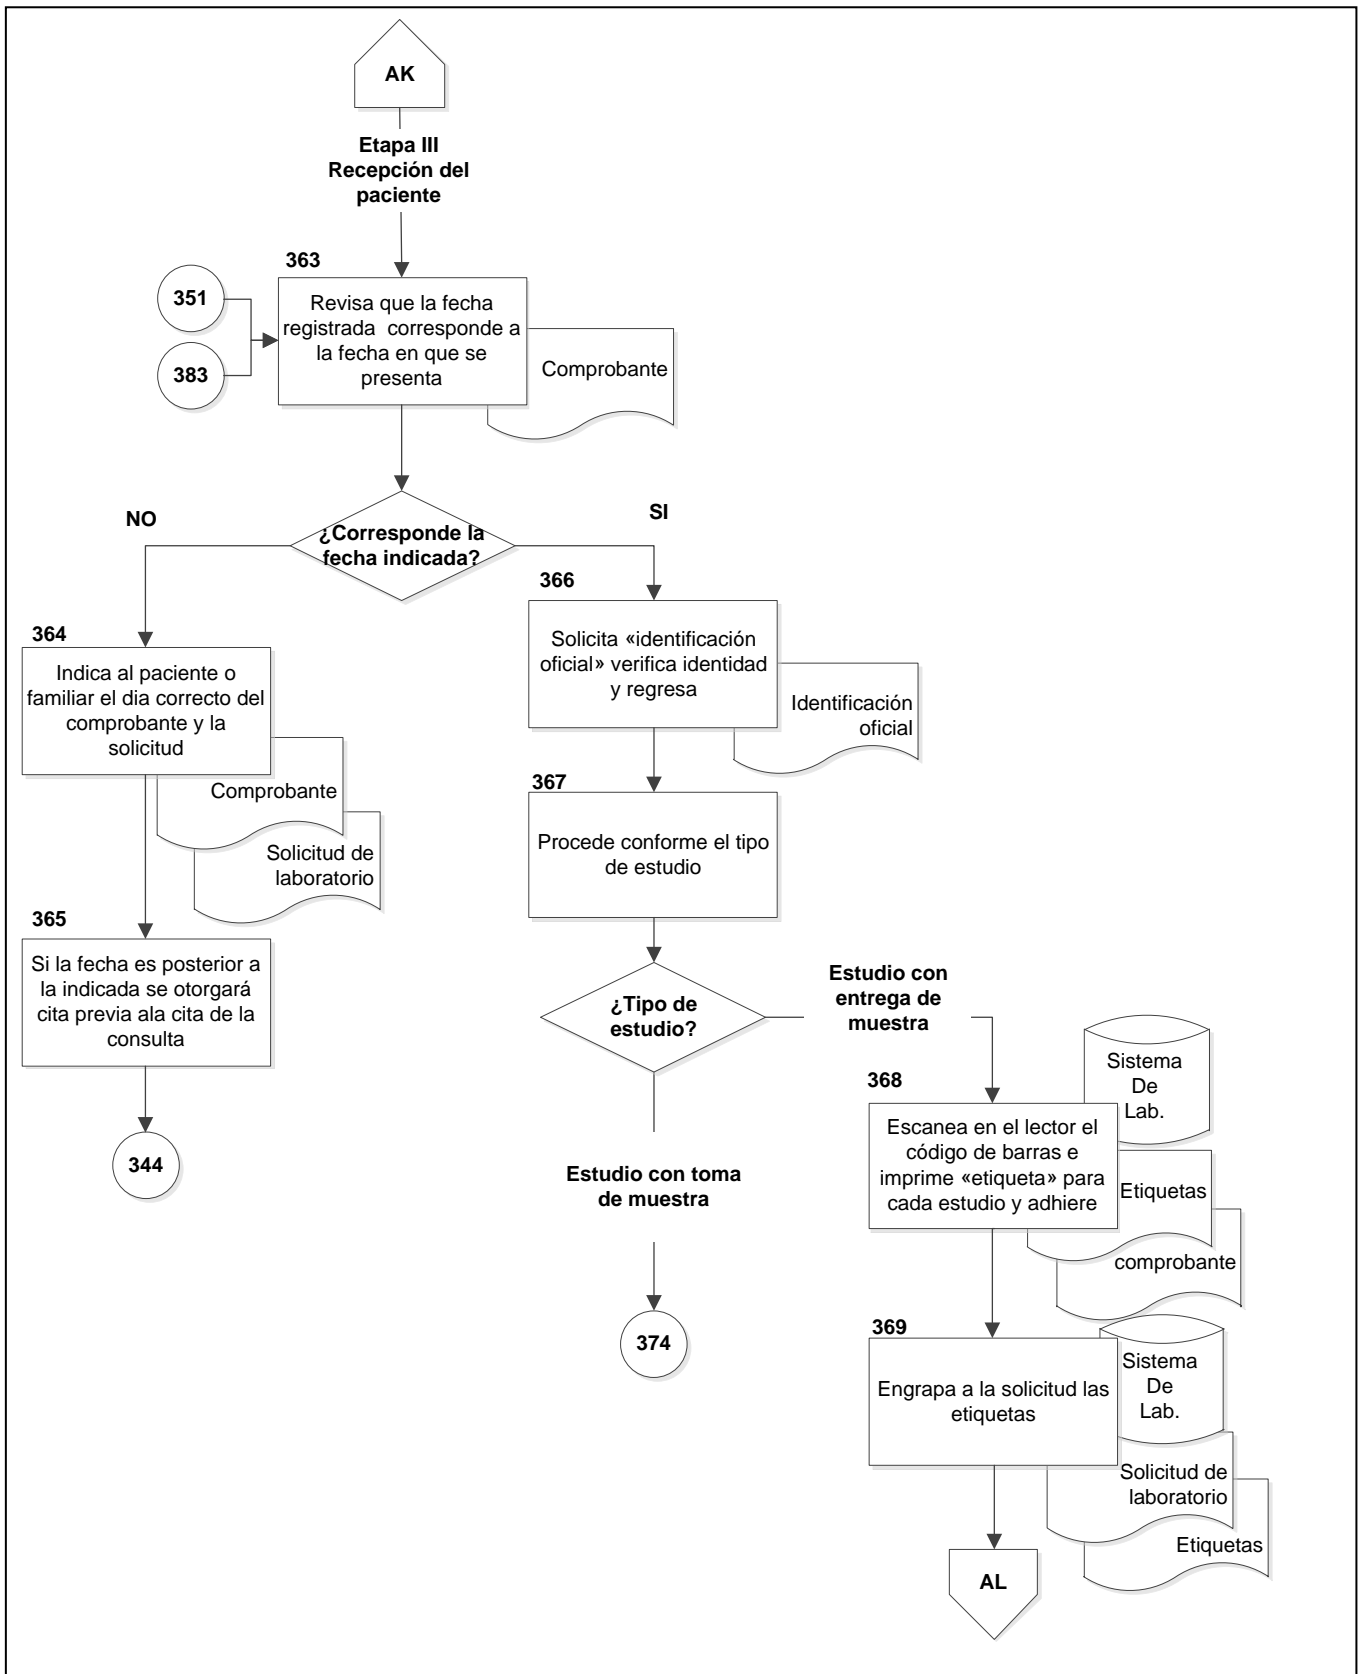 AK
Etapa III
Recepción del
paciente
363
351
383
Revisa que la fecha
registrada corresponde a
la fecha en que se
presenta
Comprobante
NO
SI
¿Corresponde la
fecha indicada?
364
Indica al paciente o
familiar el dia correcto del
comprobante y la
solicitud
Comprobante
Solicitud de
laboratorio
365
Si la fecha es posterior a
la indicada se otorgará
cita previa ala cita de la
consulta
344
366
Solicita «identificación
oficial» verifica identidad
y regresa
Identificación
oficial
367
Procede conforme el tipo
de estudio
¿Tipo de
estudio?
Estudio con
entrega de
muestra
Estudio con toma
de muestra
374
368
Sistema
De
Lab.
Escanea en el lector el
código de barras e
imprime «etiqueta» para
cada estudio y adhiere
Etiquetas
comprobante
369
Sistema
De
Lab.
Engrapa a la solicitud las
etiquetas
Solicitud de
laboratorio
Etiquetas
AL